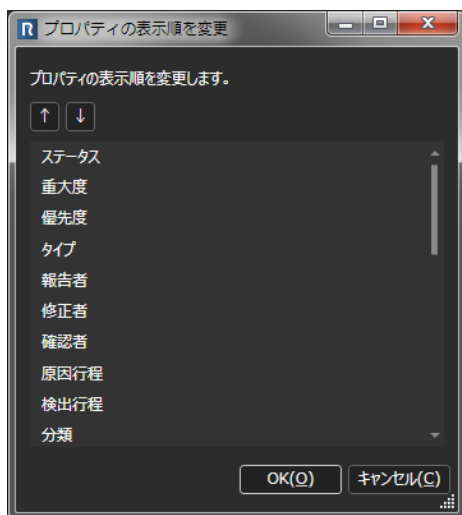 R プロパティの表示順を変更
プロパティの表示順を変更します。
↑ ↓
ステータス
重大度
優先度
タイプ
報告者
修正者
確認者
原因行程
検出行程
分類
OK(O) キャンセル(C)